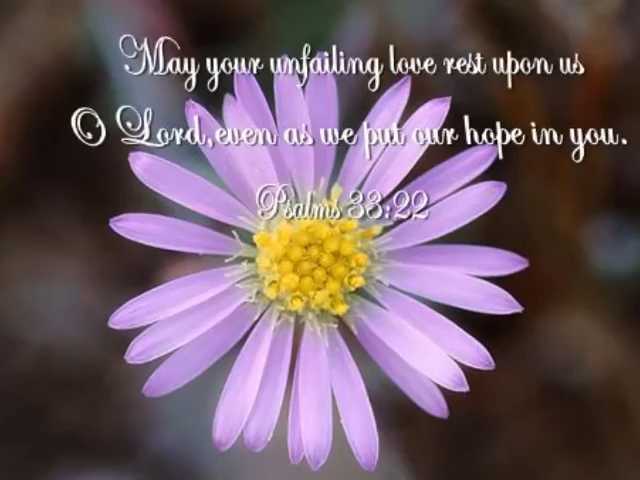 May your unfailing love rest upon us
O Lord, even as we put our hope in you.
Psalms 33:22